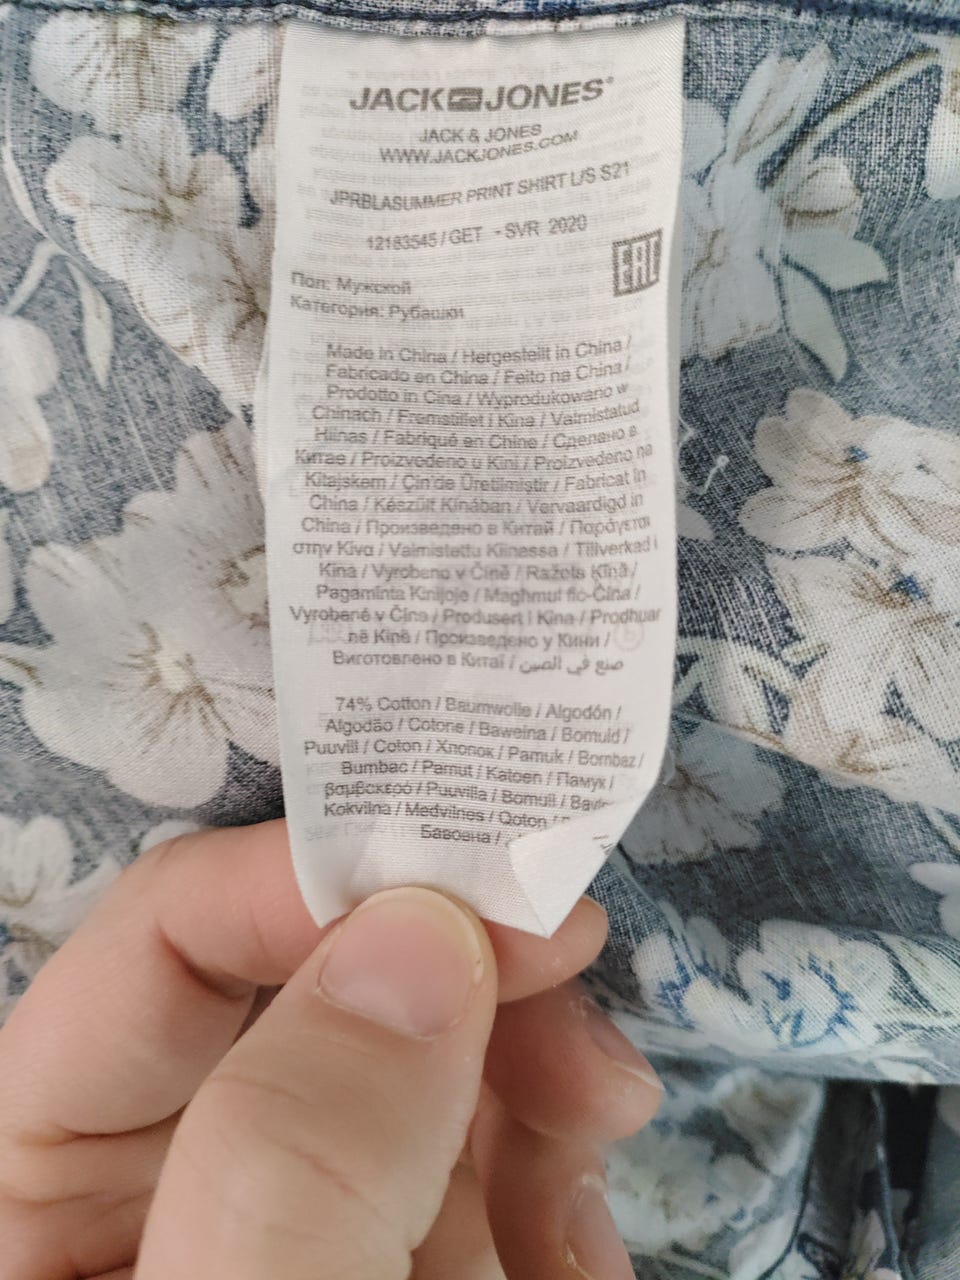 JACK JONES®
JACK & JONES
WWW.JACKJONES.COM
JPRBLASUMMER PRINT SHIRT L/S S21
12183545 / GET - SVR 2020
EAC
Пол: Мужской
Категория: Рубашки
Made in China / Hergestellt in China /
Fabricado en China / Feito na China /
Prodotto in Cina / Wyprodukowano w
Chinach / Fremstillet i Kina / Valmistatud
Hiinas / Fabriqué en Chine / Сделано в
Китае / Proizvedeno u Kini / Proizvedeno na
Kitajskem / Çin'de Üretilmiştir / Fabricat în
China / Készült Kínában / Vervaardigd in
China / Произведено в Китай / Παράγεται
στην Κίνα / Valmistettu Kiinassa / Tillverkad i
Kina / Vyrobeno v Číně / Ražots Ķīnā /
Pagaminta Kinijoje / Maghmul fiċ-Ċina /
Vyrobené v Číne / Produsert i Kina / Prodhuar
në Kinë / Произведено у Кини /
Виготовлено в Китаї / صنع في الصين
74% Cotton / Baumwolle / Algodón /
Algodão / Cotone / Bawełna / Bomuld /
Puuvill / Coton / Хлопок / Pamuk / Bombaž /
Bumbac / Pamut / Katoen / Памук /
βαμβακερό / Puuvilla / Bomull /
Kokvilna / Medvilnės / Qoton /
Бавовна /